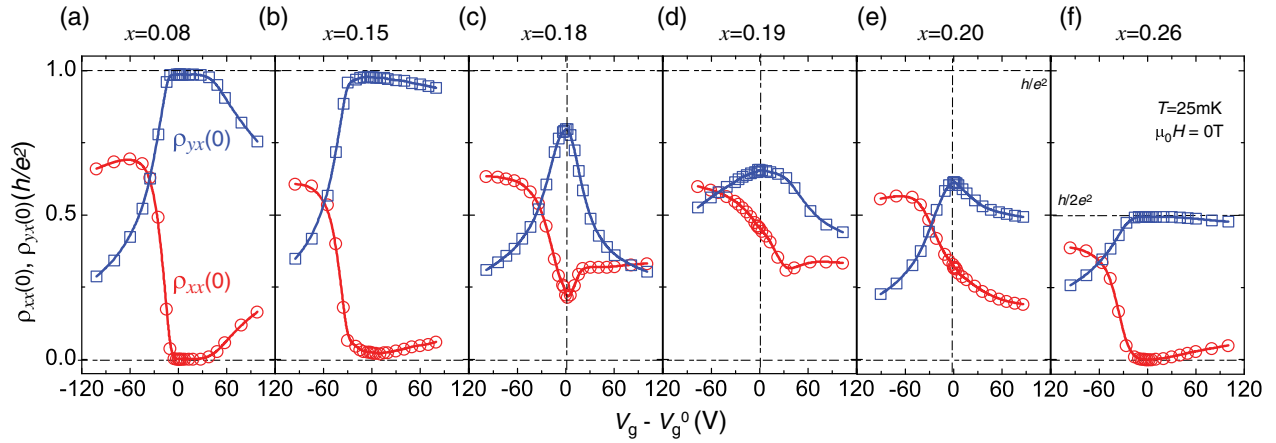 (a) (b) (c) (d) (e) (f)
x=0.08 x=0.15 x=0.18 x=0.19 x=0.20 x=0.26
1.0
0.5
0.0
ρxx(0), ρyx(0)(h/e²)
ρyx(0)
ρxx(0)
h/e²
T=25mK
μ₀H = 0T
h/2e²
-120 -60 0 60 -120 -60 0 60 -120 -60 0 60 -120 -60 0 60 -120 -60 0 60 -120 -60 0 60 120
Vg - Vg⁰ (V)